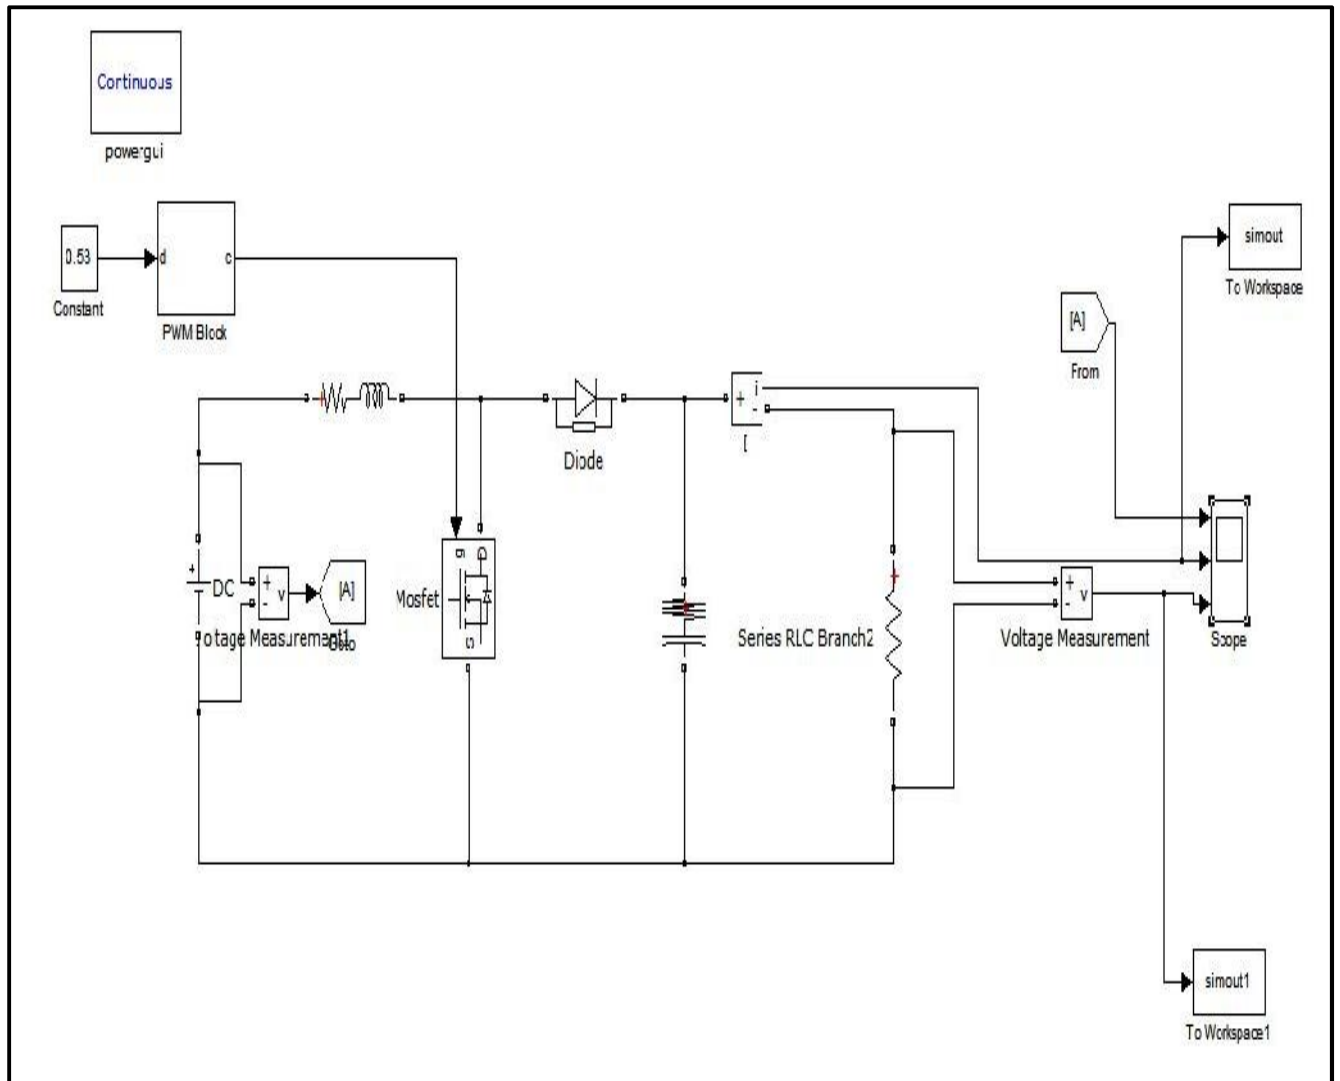 Continuous
powergui
0.53
Constant
d
c
PWM Block
simout
To Workspace
[A]
From
+
i
-
Diode
g
S
Mosfet
+
DC
+
-
v
[A]
Series RLC Branch2
+
+
-
v
Voltage Measurement
Scope
simout1
To Workspace1